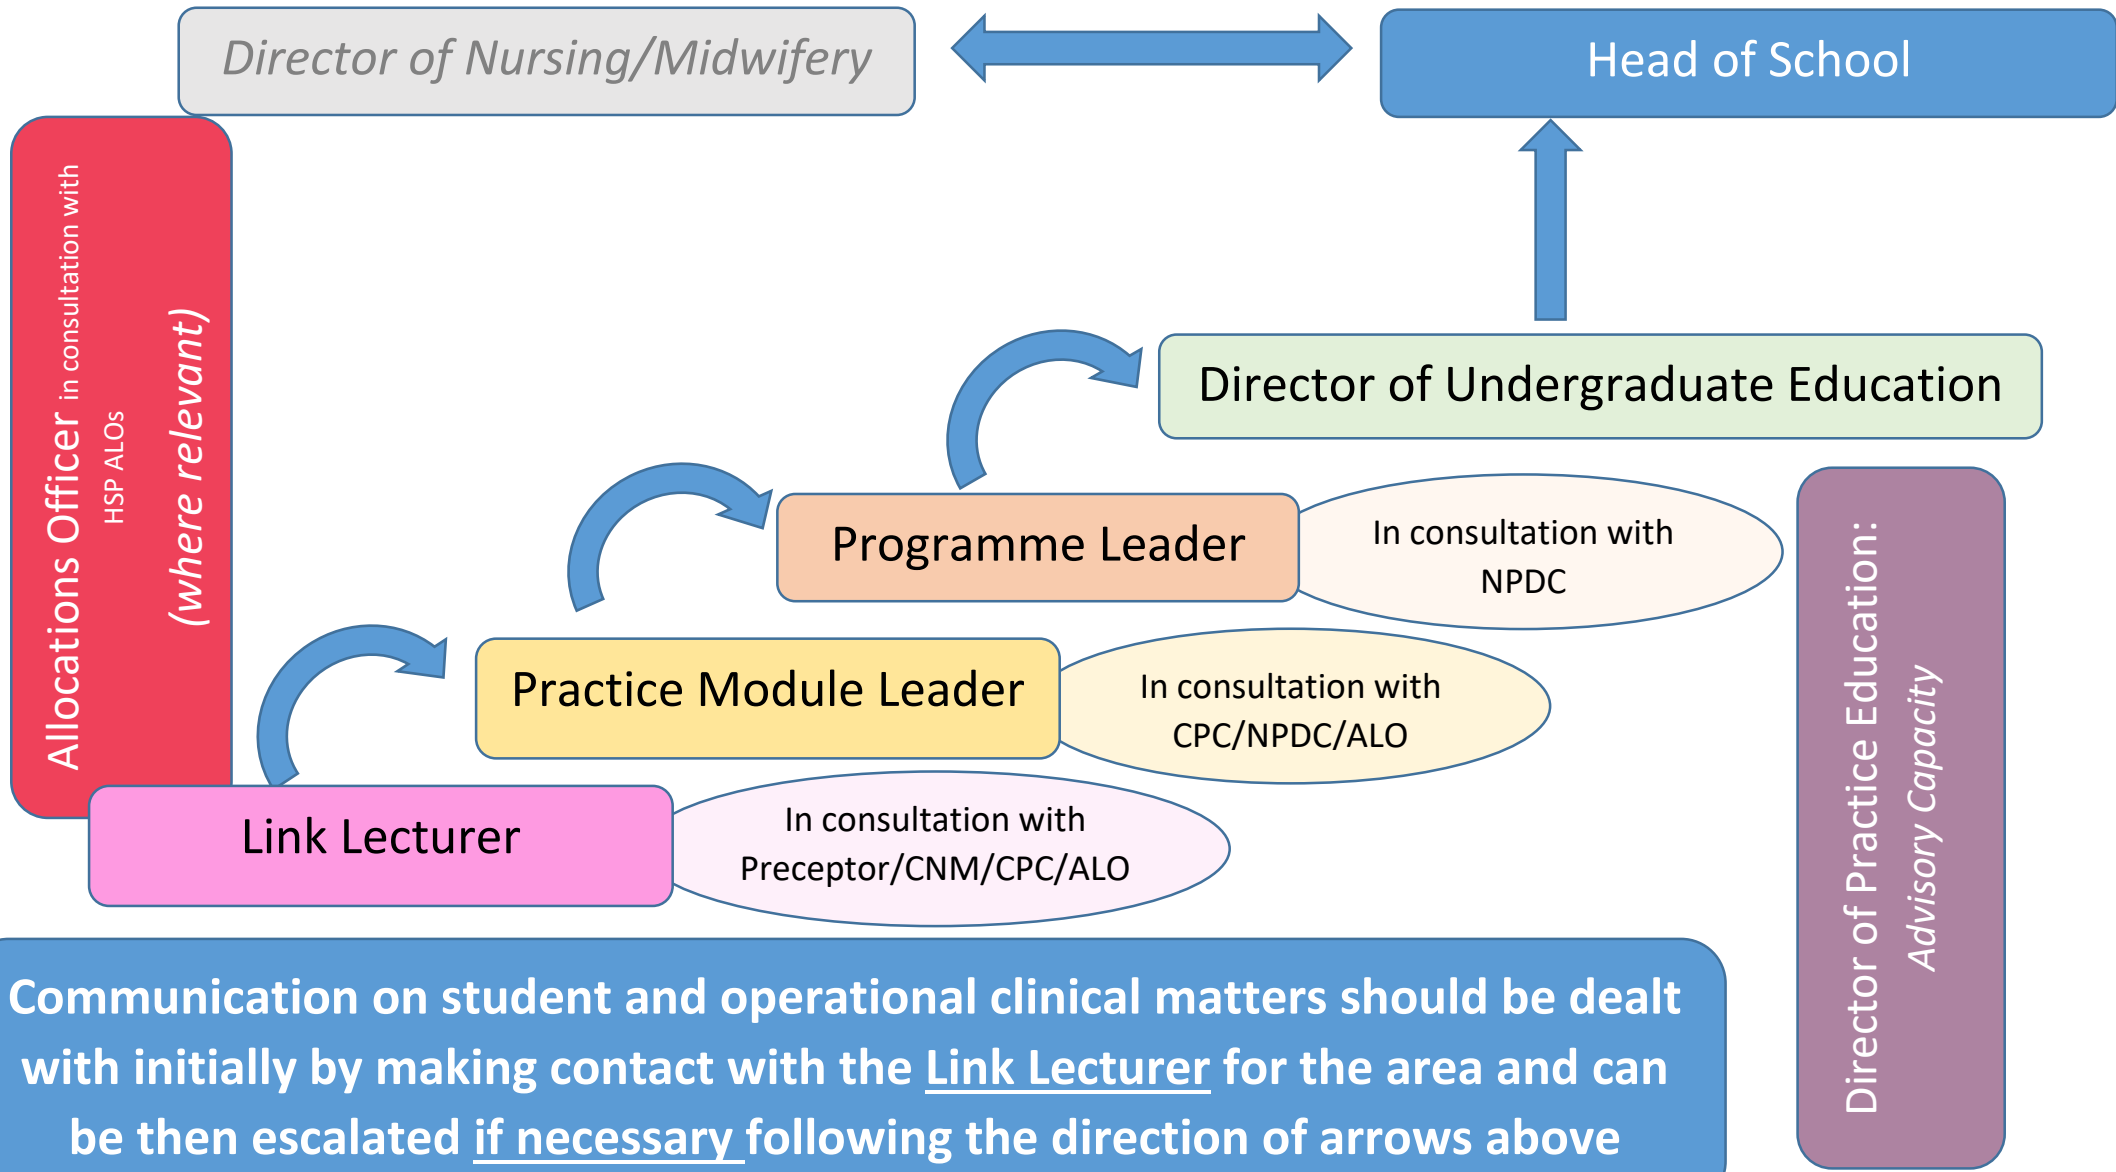 Director of Nursing/Midwifery
Head of School
Allocations Officer in consultation with
HSP ALOs
(where relevant)
Director of Undergraduate Education
Programme Leader
In consultation with
NPDC
Practice Module Leader
In consultation with
CPC/NPDC/ALO
Link Lecturer
In consultation with
Preceptor/CNM/CPC/ALO
Director of Practice Education:
Advisory Capacity
Communication on student and operational clinical matters should be dealt
with initially by making contact with the Link Lecturer for the area and can
be then escalated if necessary following the direction of arrows above